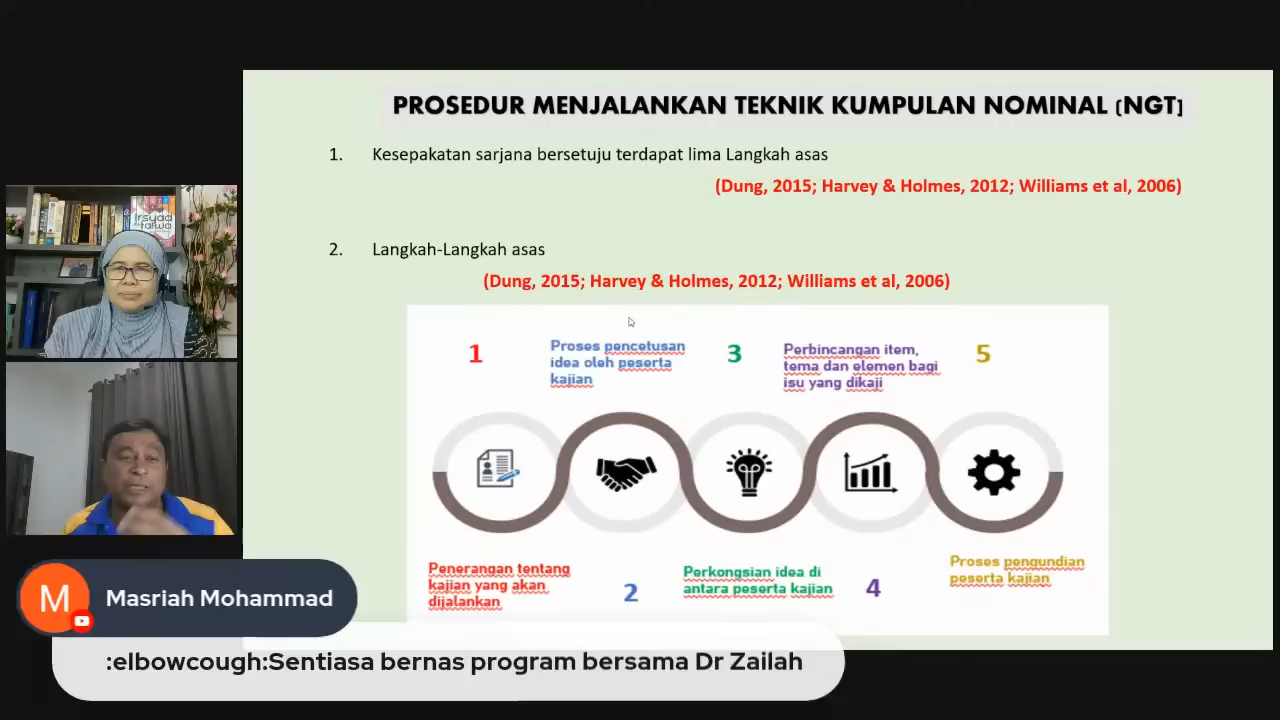 PROSEDUR MENJALANKAN TEKNIK KUMPULAN NOMINAL (NGT)
1. Kesepakatan sarjana bersetuju terdapat lima Langkah asas
(Dung, 2015; Harvey & Holmes, 2012; Williams et al, 2006)
2. Langkah-Langkah asas
(Dung, 2015; Harvey & Holmes, 2012; Williams et al, 2006)
1
Proses pencetusan
idea oleh peserta
kajian
3
Perbincangan item,
tema dan elemen bagi
isu yang dikaji
5
Penerangan tentang
kajian yang akan
dijalankan
2
Perkongsian idea di
antara peserta kajian
4
Proses pengundian
peserta kajian
Irsyad
fatwa
M
Masriah Mohammad
:elbowcough:Sentiasa bernas program bersama Dr Zailah